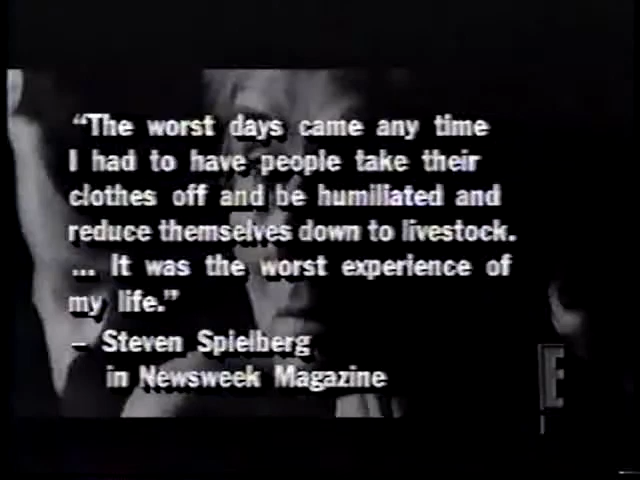 “The worst days came any time
I had to have people take their
clothes off and be humiliated and
reduce themselves down to livestock.
... It was the worst experience of
my life.”
– Steven Spielberg
in Newsweek Magazine
E